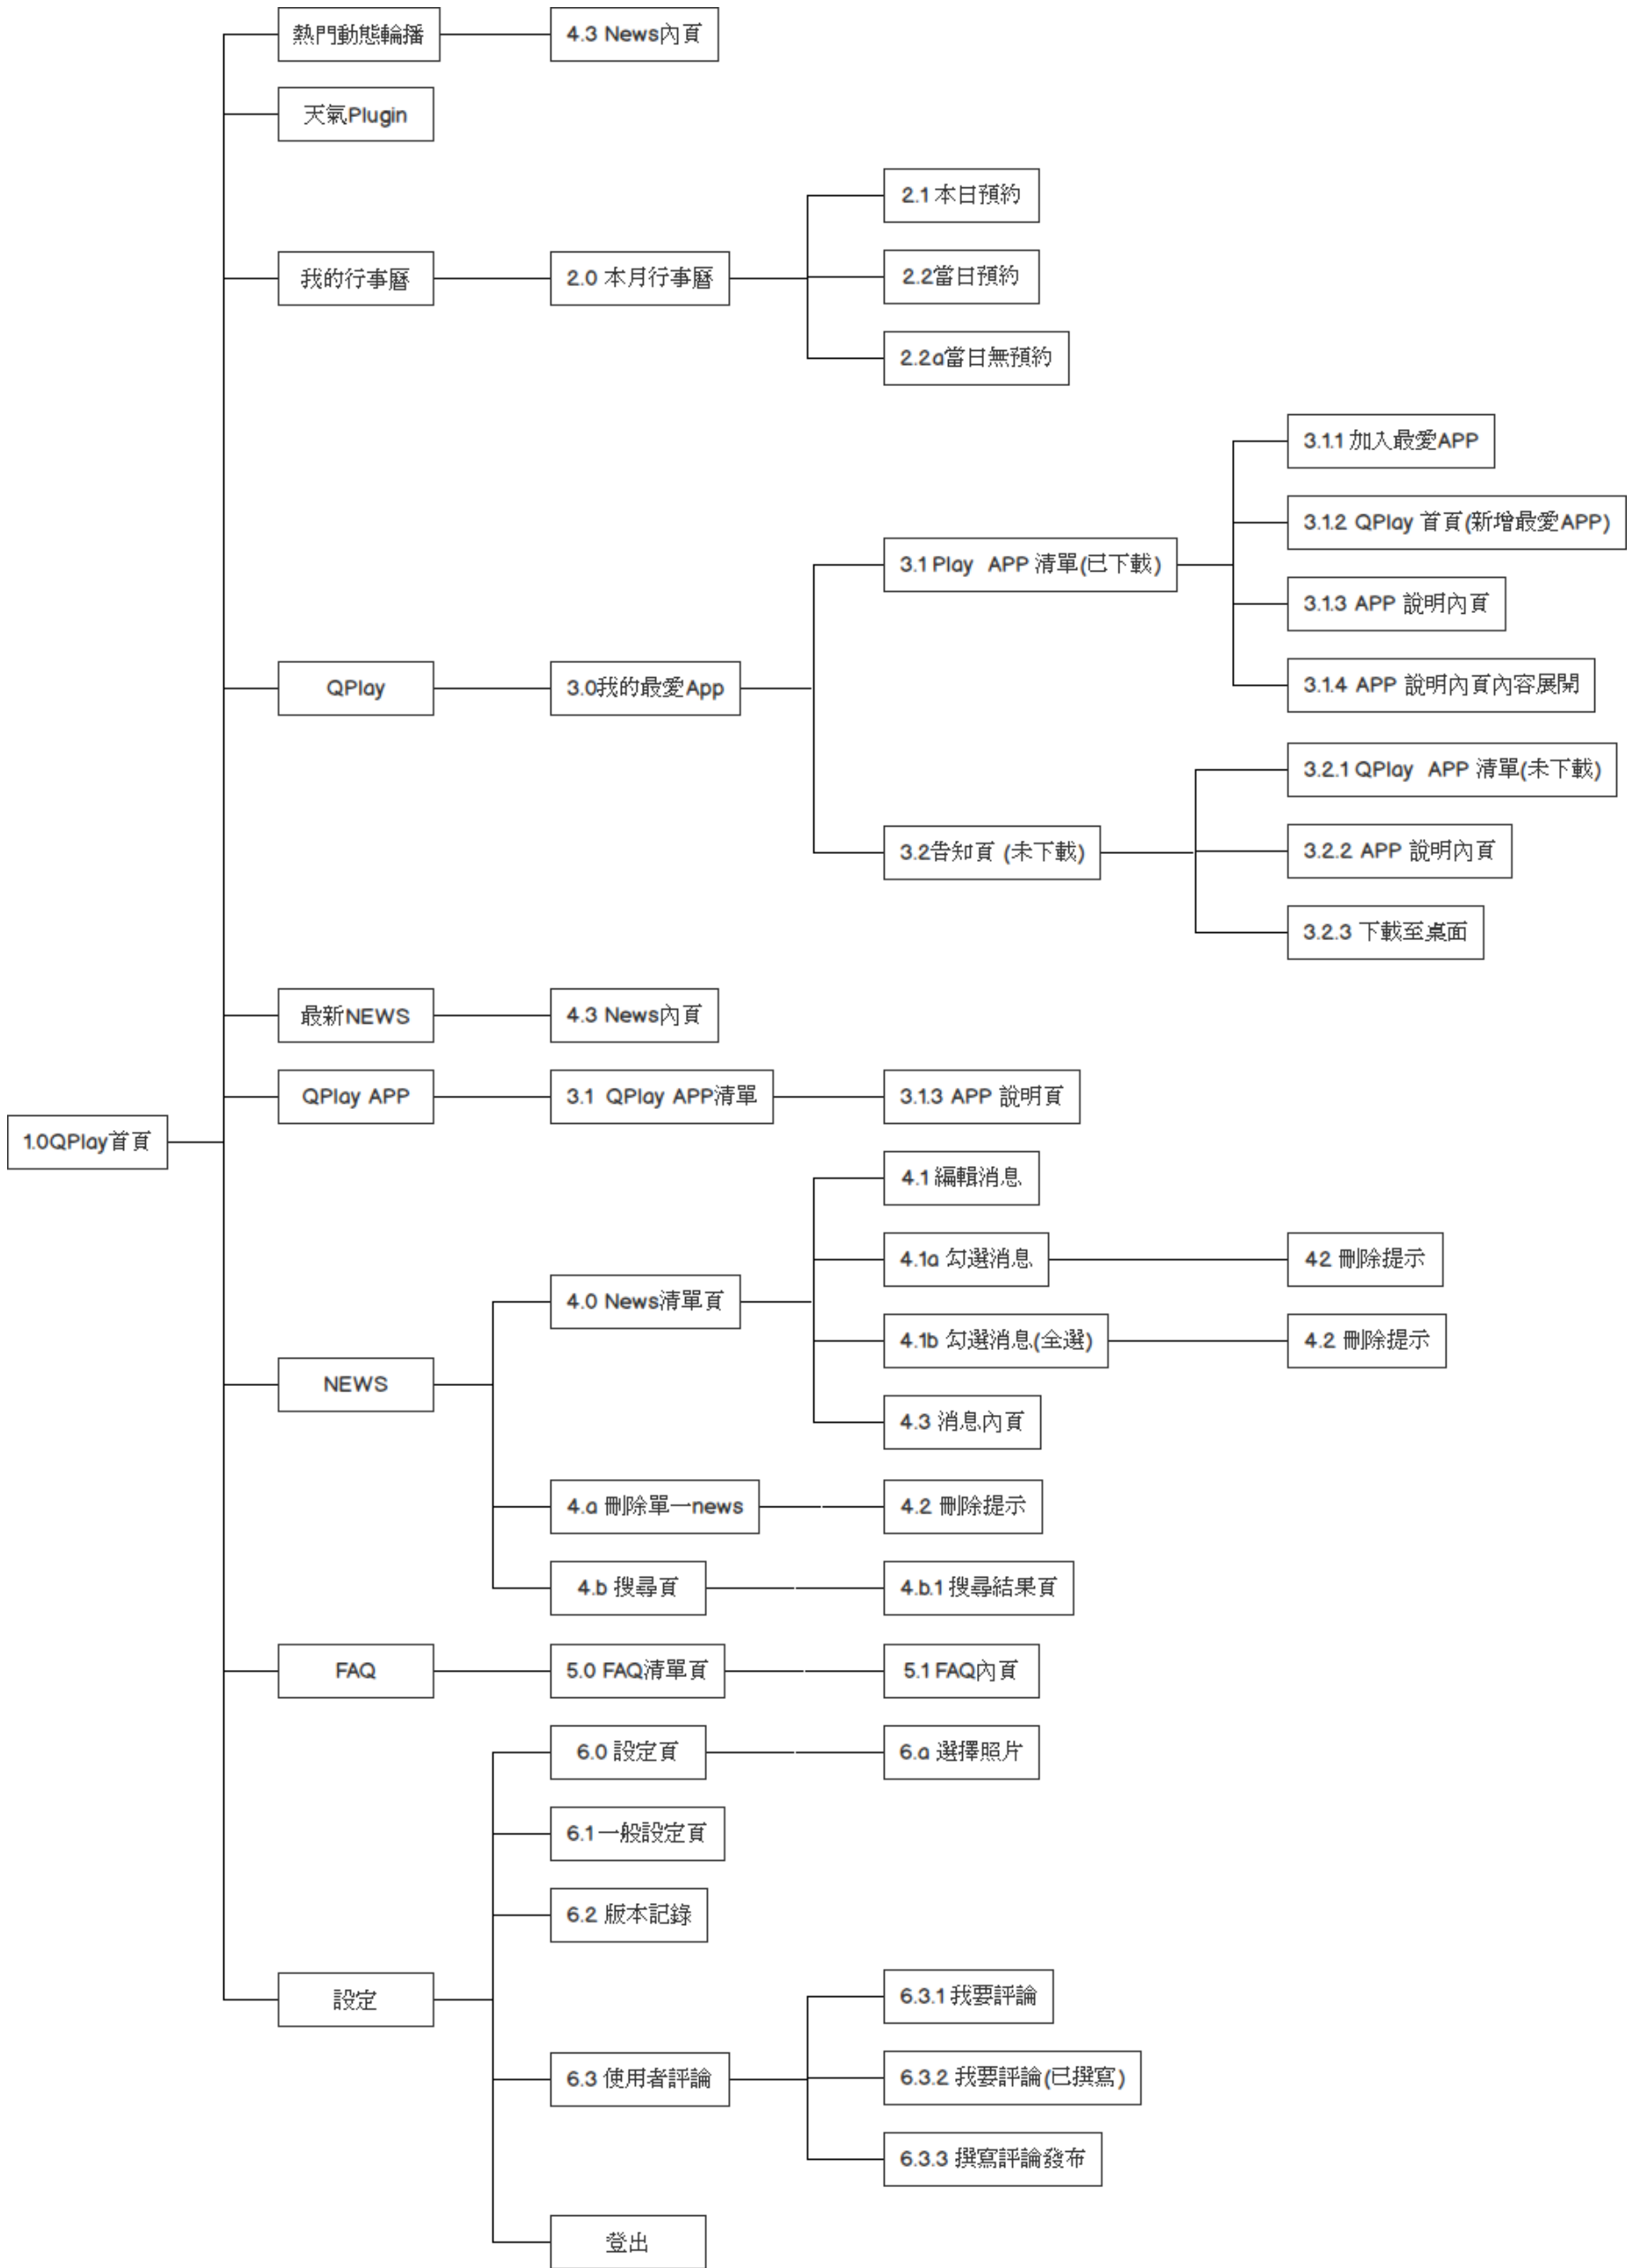 熱門動態輪播
4.3 News內頁
天氣Plugin
2.1 本日預約
我的行事曆
2.0 本月行事曆
2.2當日預約
2.2a當日無預約
3.1.1 加入最愛APP
3.1.2 QPlay 首頁(新增最愛APP)
3.1 Play APP 清單(已下載)
3.1.3 APP 說明內頁
3.1.4 APP 說明內頁內容展開
QPlay
3.0我的最愛App
3.2.1 QPlay APP 清單(未下載)
3.2告知頁 (未下載)
3.2.2 APP 說明內頁
3.2.3 下載至桌面
最新NEWS
4.3 News內頁
QPlay APP
3.1 QPlay APP清單
3.1.3 APP 說明頁
1.0QPlay首頁
4.1 編輯消息
4.1a 勾選消息
42 刪除提示
4.0 News清單頁
4.1b 勾選消息(全選)
4.2 刪除提示
NEWS
4.3 消息內頁
4.a 刪除單一news
4.2 刪除提示
4.b 搜尋頁
4.b.1 搜尋結果頁
FAQ
5.0 FAQ清單頁
5.1 FAQ內頁
6.0 設定頁
6.a 選擇照片
6.1一般設定頁
6.2 版本記錄
設定
6.3.1 我要評論
6.3 使用者評論
6.3.2 我要評論(已撰寫)
6.3.3 撰寫評論發布
登出